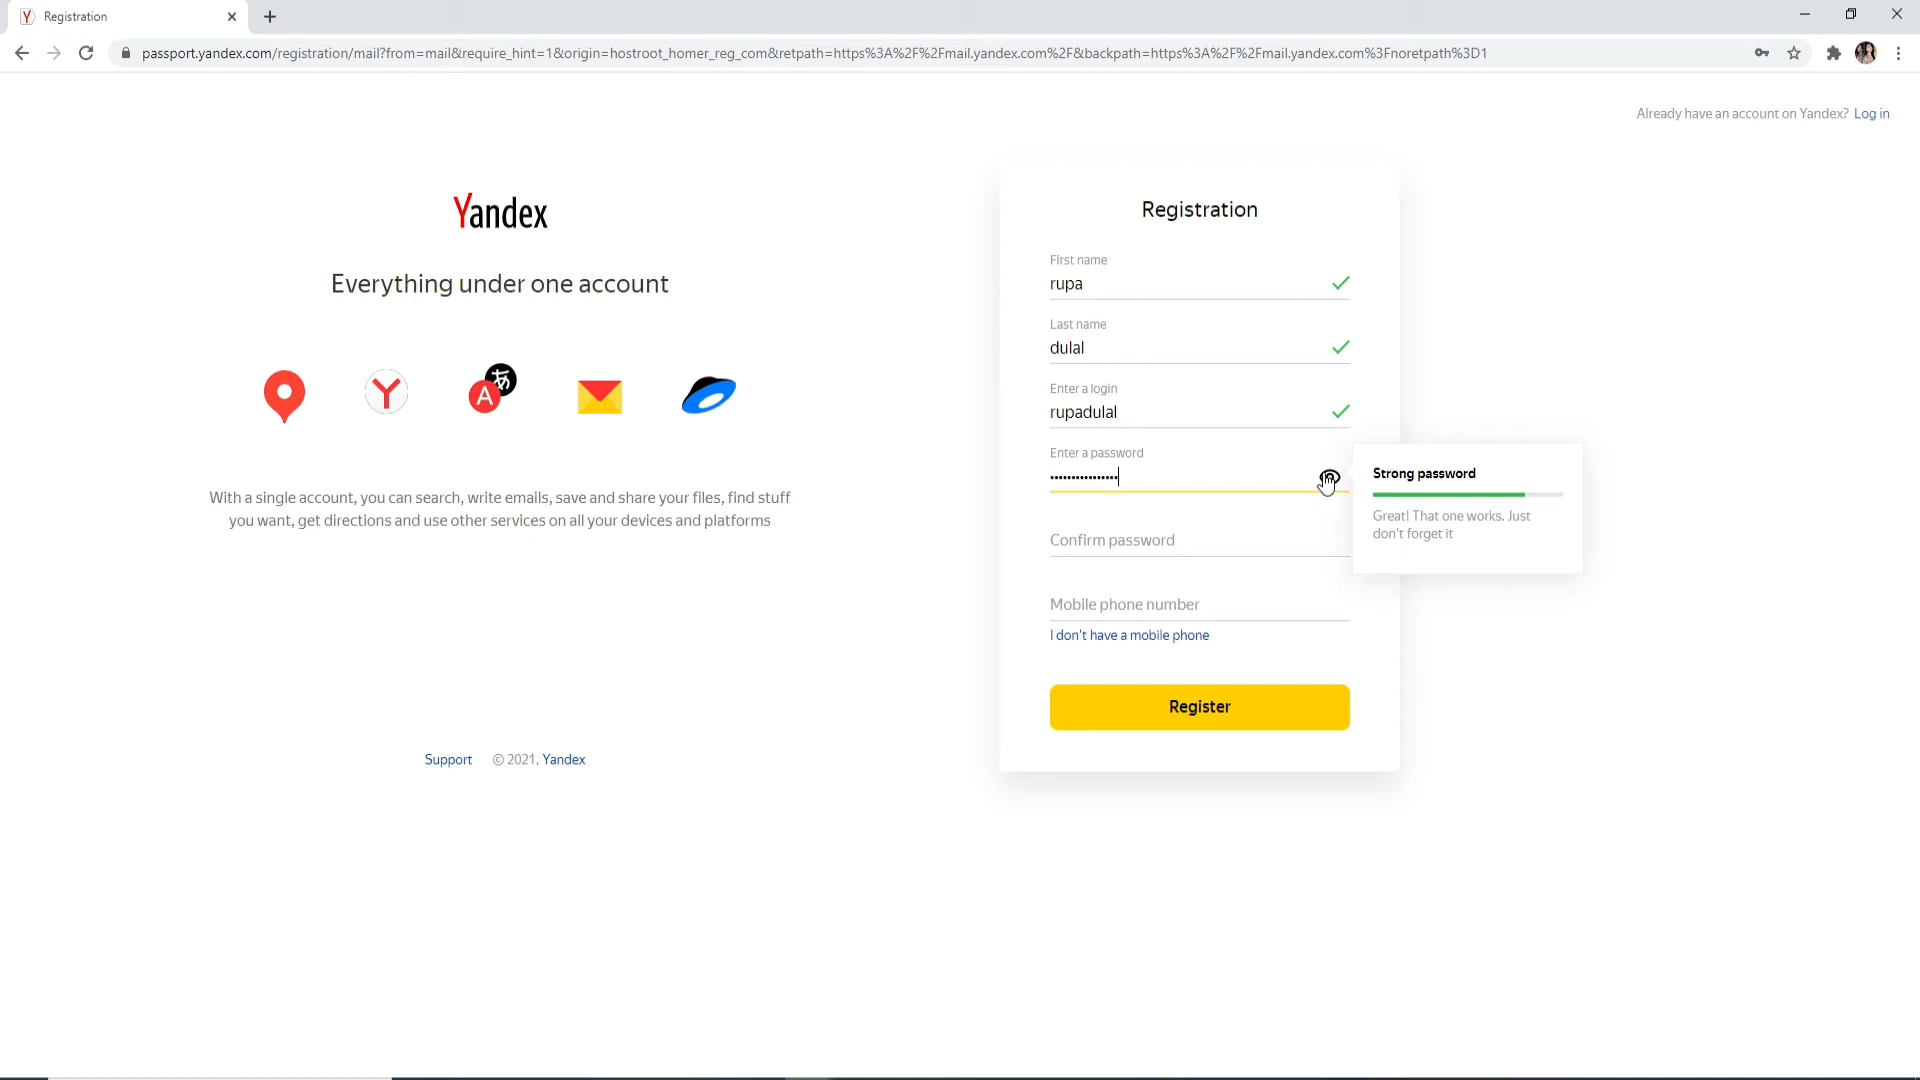 Registration
passport.yandex.com/registration/mail?from=mail&require_hint=1&origin=hostroot_homer_reg_com&retpath=https%3A%2F%2Fmail.yandex.com%2F&backpath=https%3A%2F%2Fmail.yandex.com%3Fnoretpath%3D1
Already have an account on Yandex? Log in
Yandex
Everything under one account
A あ
With a single account, you can search, write emails, save and share your files, find stuff
you want, get directions and use other services on all your devices and platforms
Support © 2021, Yandex
Registration
First name
rupa
Last name
dulal
Enter a login
rupadulal
Enter a password
••••••••••••••••
Strong password
Great! That one works. Just
don't forget it
Confirm password
Mobile phone number
I don't have a mobile phone
Register